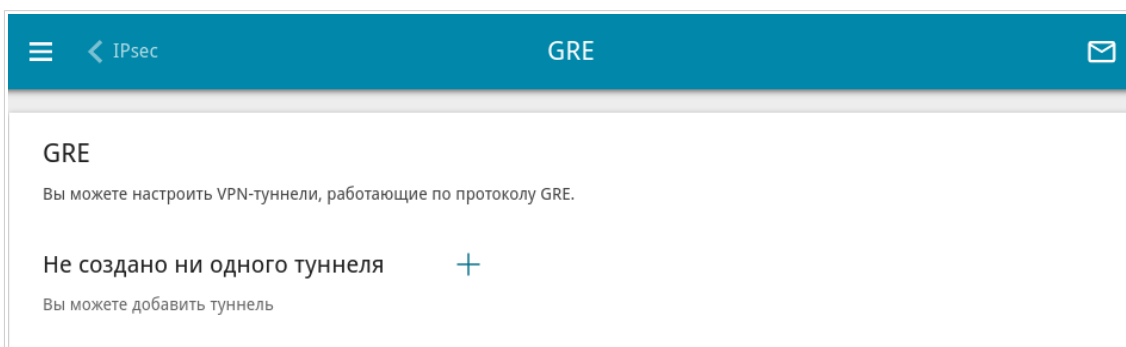 IPsec
GRE
GRE
Вы можете настроить VPN-туннели, работающие по протоколу GRE.
Не создано ни одного туннеля
Вы можете добавить туннель